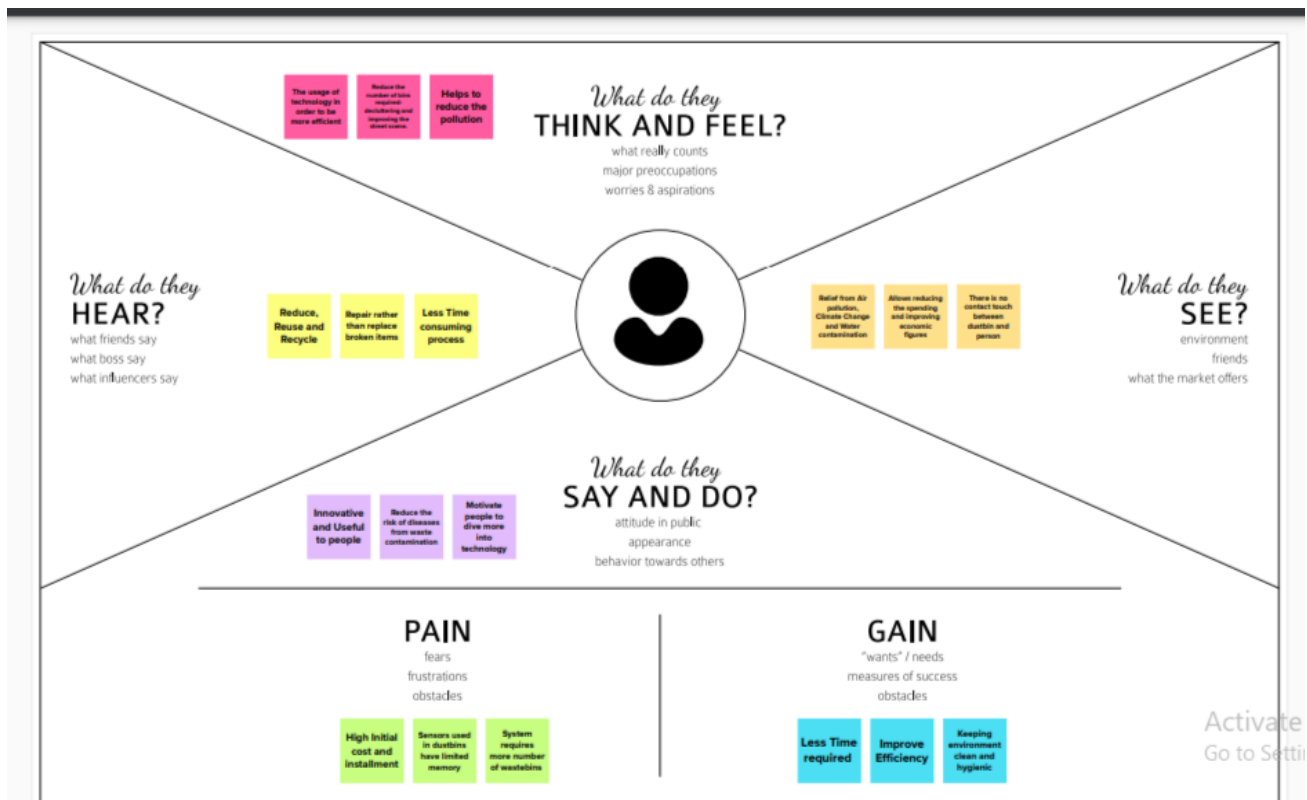 The usage of
technology in
order to be
more efficient
Reduce the
number of bins
required:
decluttering and
improving the
street scene.
Helps to
reduce the
pollution
What do they
THINK AND FEEL?
what really counts
major preoccupations
worries & aspirations
What do they
HEAR?
what friends say
what boss say
what influencers say
Reduce,
Reuse and
Recycle
Repair rather
than replace
broken items
Less Time
consuming
process
Relief from Air
pollution,
Climate Change
and Water
contamination
Allows reducing
the spending
and improving
economic
figures
There is no
contact touch
between
dustbin and
person
What do they
SEE?
environment
friends
what the market offers
What do they
SAY AND DO?
attitude in public
appearance
behavior towards others
Innovative
and Useful
to people
Reduce the
risk of diseases
from waste
contamination
Motivate
people to
dive more
into
technology
PAIN
fears
frustrations
obstacles
High Initial
cost and
installment
Sensors used
in dustbins
have limited
memory
System
requires
more number
of wastebins
GAIN
"wants" / needs
measures of success
obstacles
Less Time
required
Improve
Efficiency
Keeping
environment
clean and
hygienic
Activate
Go to Settin